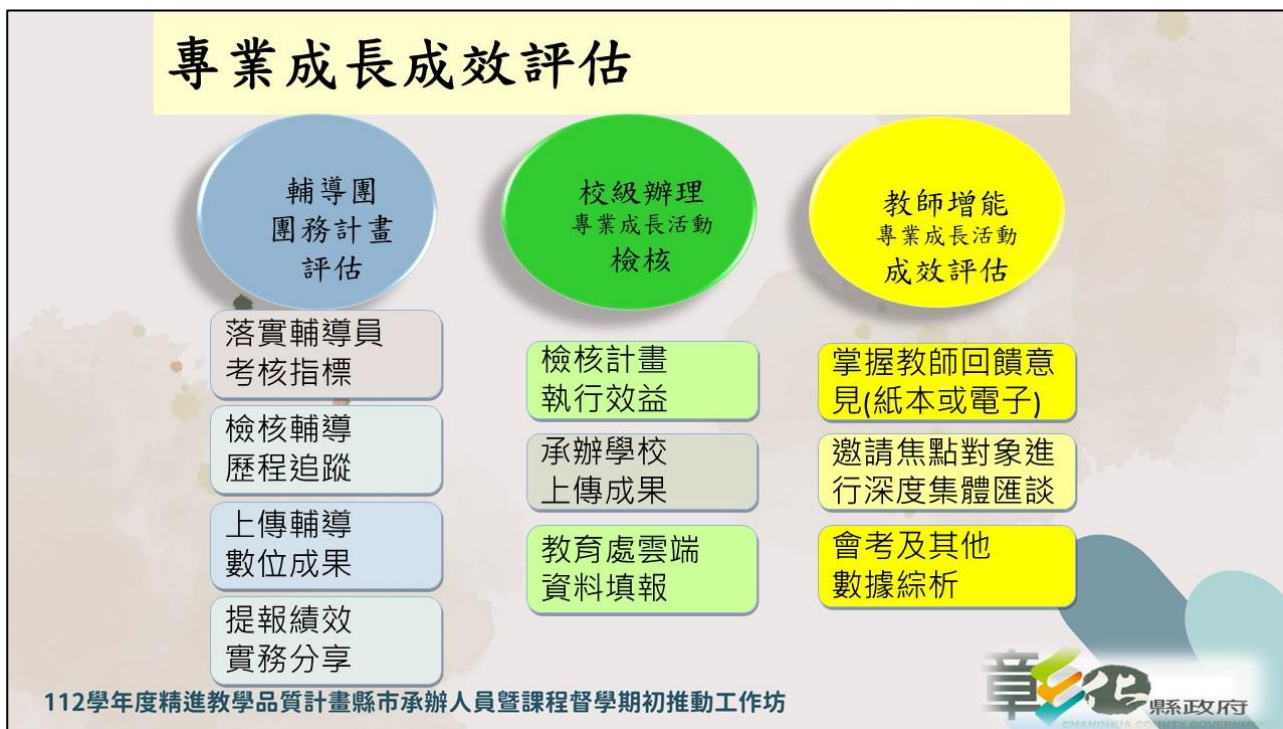 專業成長成效評估
輔導團
團務計畫
評估
落實輔導員
考核指標
檢核輔導
歷程追蹤
上傳輔導
數位成果
提報績效
實務分享
校級辦理
專業成長活動
檢核
檢核計畫
執行效益
承辦學校
上傳成果
教育處雲端
資料填報
教師增能
專業成長活動
成效評估
掌握教師回饋意
見(紙本或電子)
邀請焦點對象進
行深度集體匯談
會考及其他
數據綜析
112學年度精進教學品質計畫縣市承辦人員暨課程督學期初推動工作坊
彰化縣政府
CHANGHUA COUNTY GOVERNMENT